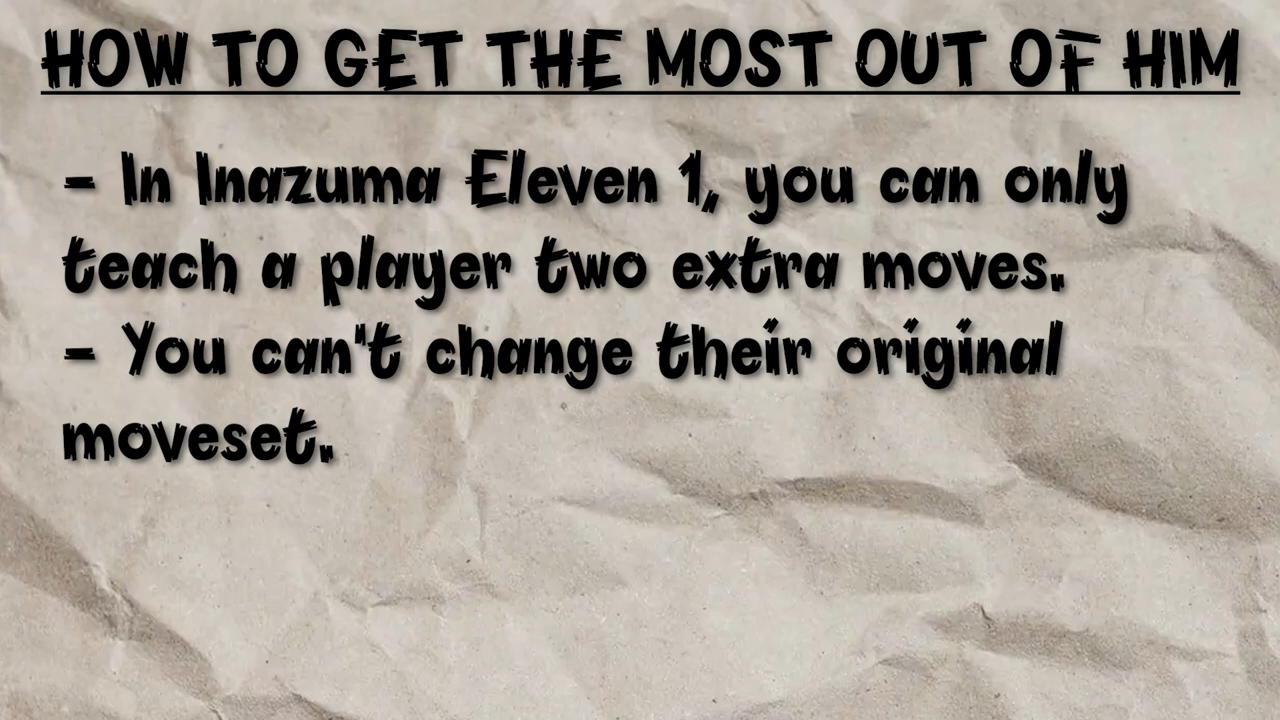 HOW TO GET THE MOST OUT OF HIM
- In Inazuma Eleven 1, you can only
teach a player two extra moves.
- You can't change their original
moveset.